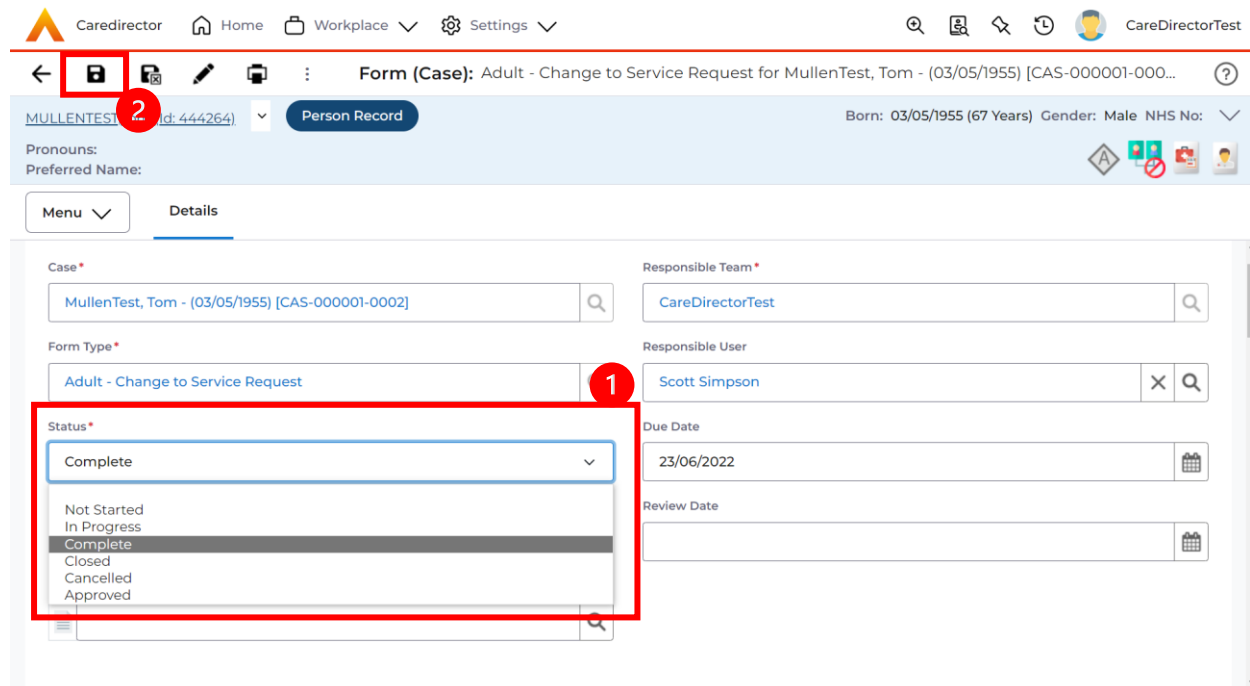 Caredirector Home Workplace Settings CareDirectorTest
Form (Case): Adult - Change to Service Request for MullenTest, Tom - (03/05/1955) [CAS-000001-000...
2
MULLENTEST Id: 444264) Person Record Born: 03/05/1955 (67 Years) Gender: Male NHS No:
Pronouns:
Preferred Name:
A
Menu Details
Case* Responsible Team*
MullenTest, Tom - (03/05/1955) [CAS-000001-0002] CareDirectorTest
Form Type* Responsible User
Adult - Change to Service Request 1 Scott Simpson
Status* Due Date
Complete 23/06/2022
Review Date
Not Started
In Progress
Complete
Closed
Cancelled
Approved